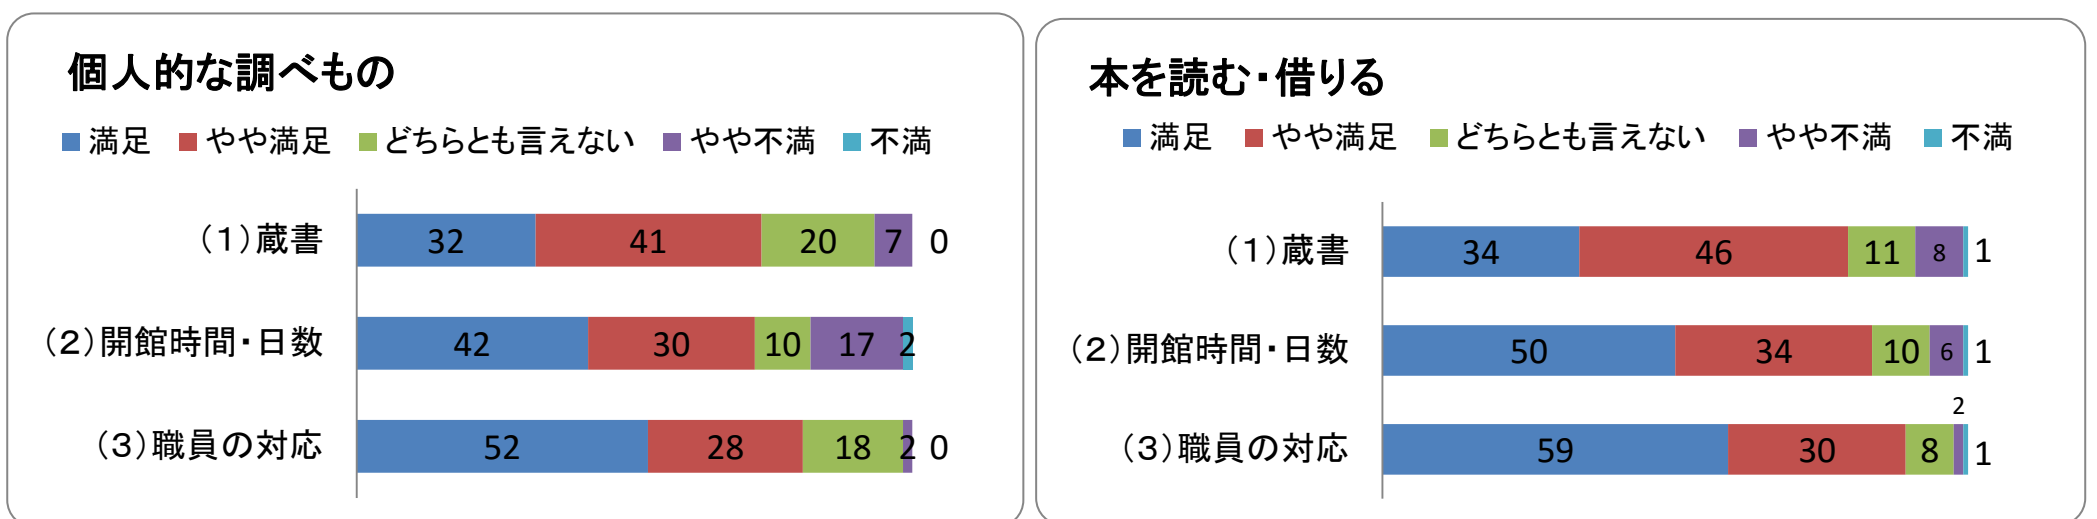 個人的な調べもの
満足 やや満足 どちらとも言えない やや不満 不満
(1)蔵書 32 41 20 7 0
(2)開館時間・日数 42 30 10 17 2
(3)職員の対応 52 28 18 2 0
本を読む・借りる
満足 やや満足 どちらとも言えない やや不満 不満
(1)蔵書 34 46 11 8 1
(2)開館時間・日数 50 34 10 6 1
(3)職員の対応 59 30 8 2 1